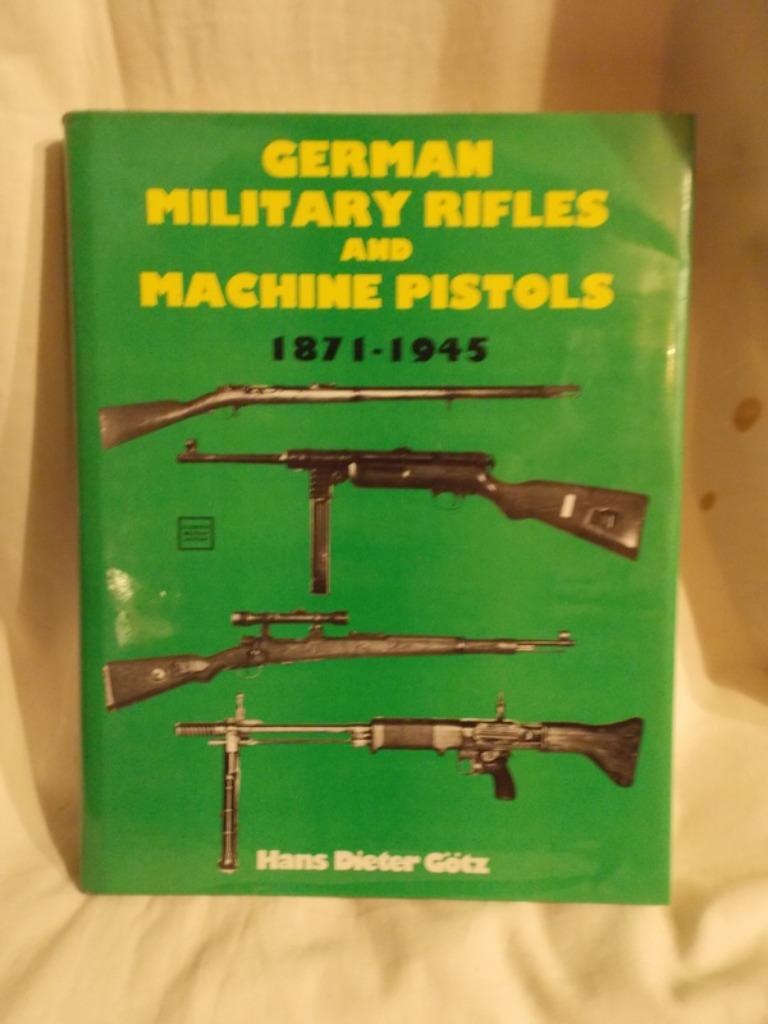 GERMAN
MILITARY RIFLES
AND
MACHINE PISTOLS
1871-1945
Hans Dieter Götz